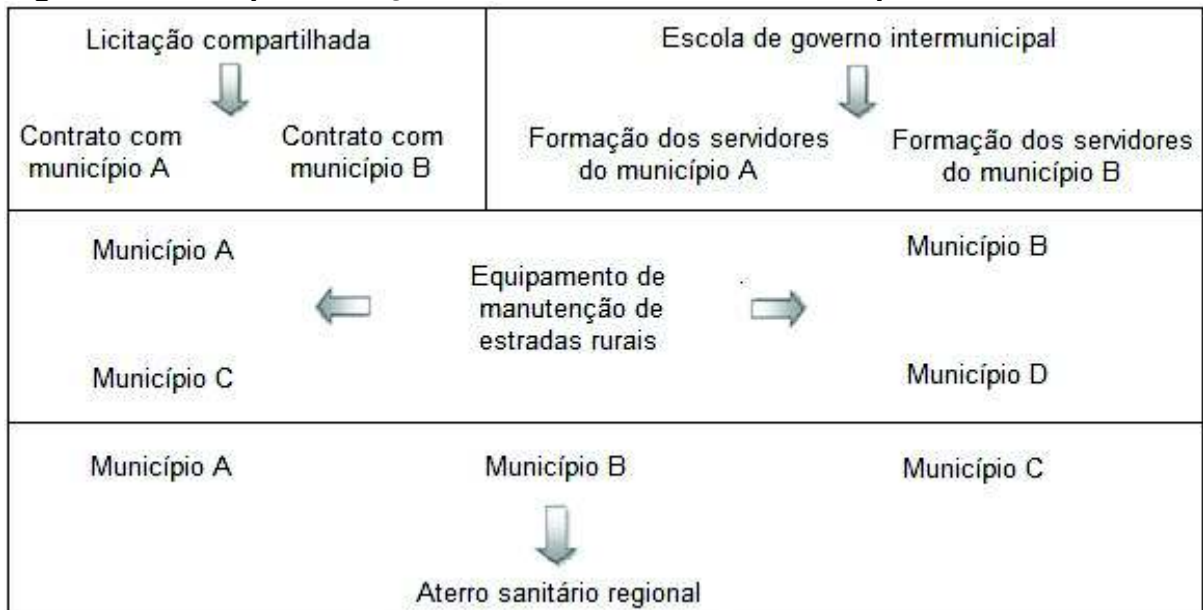 Licitação compartilhada
Contrato com
município A
Contrato com
município B
Escola de governo intermunicipal
Formação dos servidores
do município A
Formação dos servidores
do município B
Município A
Município B
Equipamento de
manutenção de
estradas rurais
Município C
Município D
Município A
Município B
Município C
Aterro sanitário regional